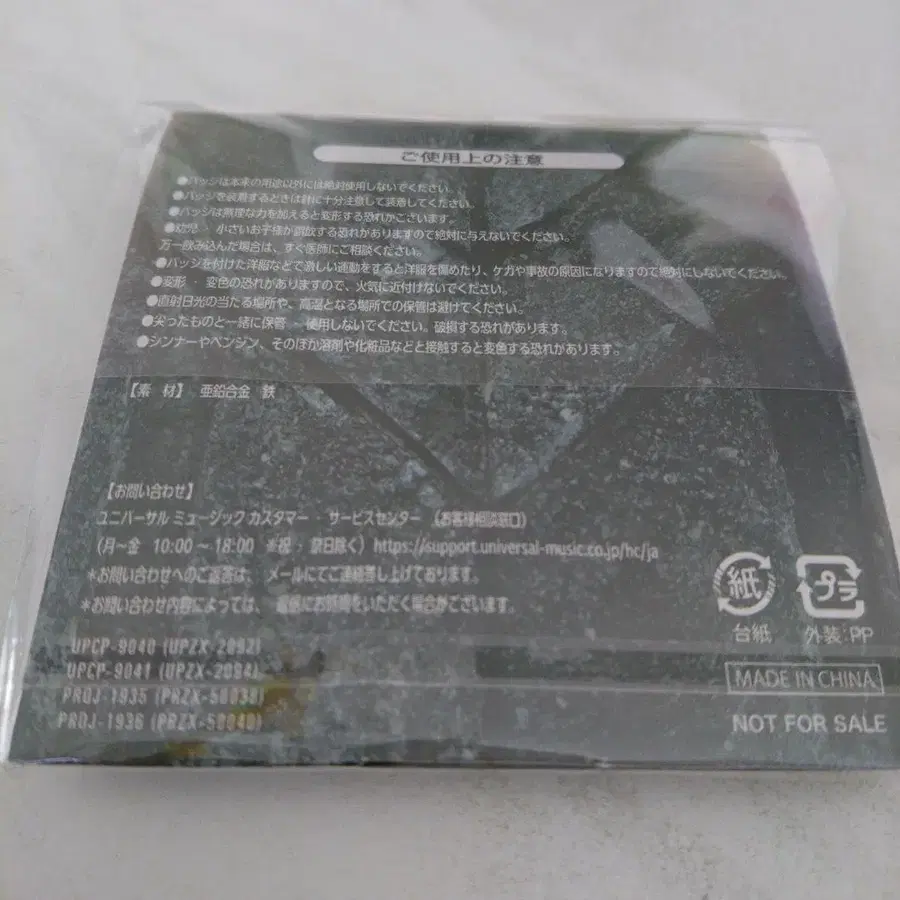 ご使用上の注意
●バッジは本来の用途以外には絶対使用しないでください。
●バッジを装着するときは針に十分注意して装着してください。
●バッジは無理な力を加えると変形する恐れがございます。
●幼児・小さいお子様が誤飲する恐れがありますので絶対に与えないでください。
万一飲み込んだ場合は、すぐ医師にご相談ください。
●バッジを付けた洋服などで激しい運動をすると洋服を傷めたり、ケガや事故の原因になりますので絶対にしないでください。
●変形・変色の恐れがありますので、火気に近付けないでください。
●直射日光の当たる場所や、高温となる場所での保管は避けてください。
●尖ったものと一緒に保管・使用しないでください。破損する恐れがあります。
●シンナーやベンジン、そのほか溶剤や化粧品などと接触すると変色する恐れがあります。
【素 材】 亜鉛合金 鉄
【お問い合わせ】
ユニバーサル ミュージック カスタマー・サービスセンター (お客様相談窓口)
(月〜金 10:00〜18:00 *祝・祭日除く) https://support.universal-music.co.jp/hc/ja
*お問い合わせへのご返答は、メールにてご連絡差し上げております。
*お問い合わせ内容によっては、返答にお時間をいただく場合がございます。
紙
プラ
台紙
外装:PP
UPCP-9040 (UPZX-2092)
UPCP-9041 (UPZX-2094)
PROJ-1935 (PRZX-50038)
PROJ-1936 (PRZX-50040)
MADE IN CHINA
NOT FOR SALE